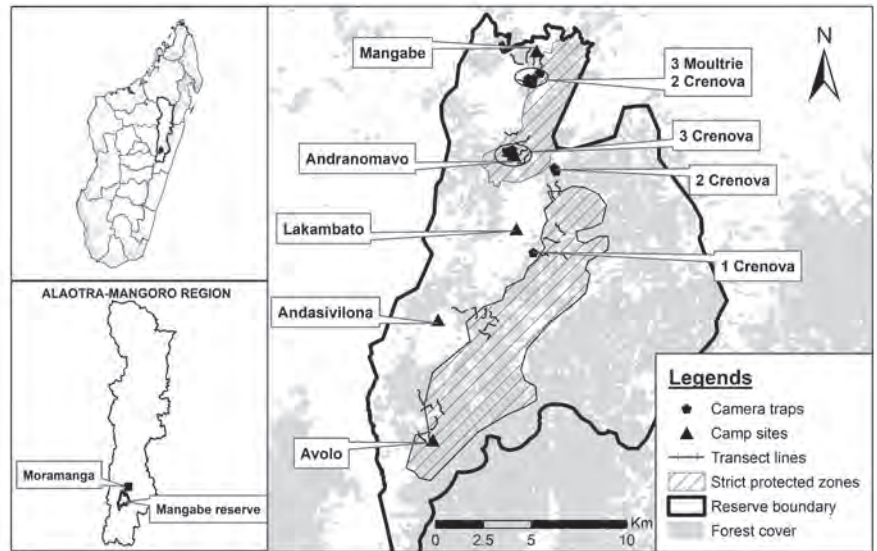 ALAOTRA-MANGORO REGION
Moramanga
Mangabe reserve
Mangabe
3 Moultrie
2 Crenova
N
Andranomavo
3 Crenova
2 Crenova
Lakambato
1 Crenova
Andasivilona
Avolo
Legends
Camera traps
Camp sites
Transect lines
Strict protected zones
Reserve boundary
Forest cover
Km
0 2.5 5 10